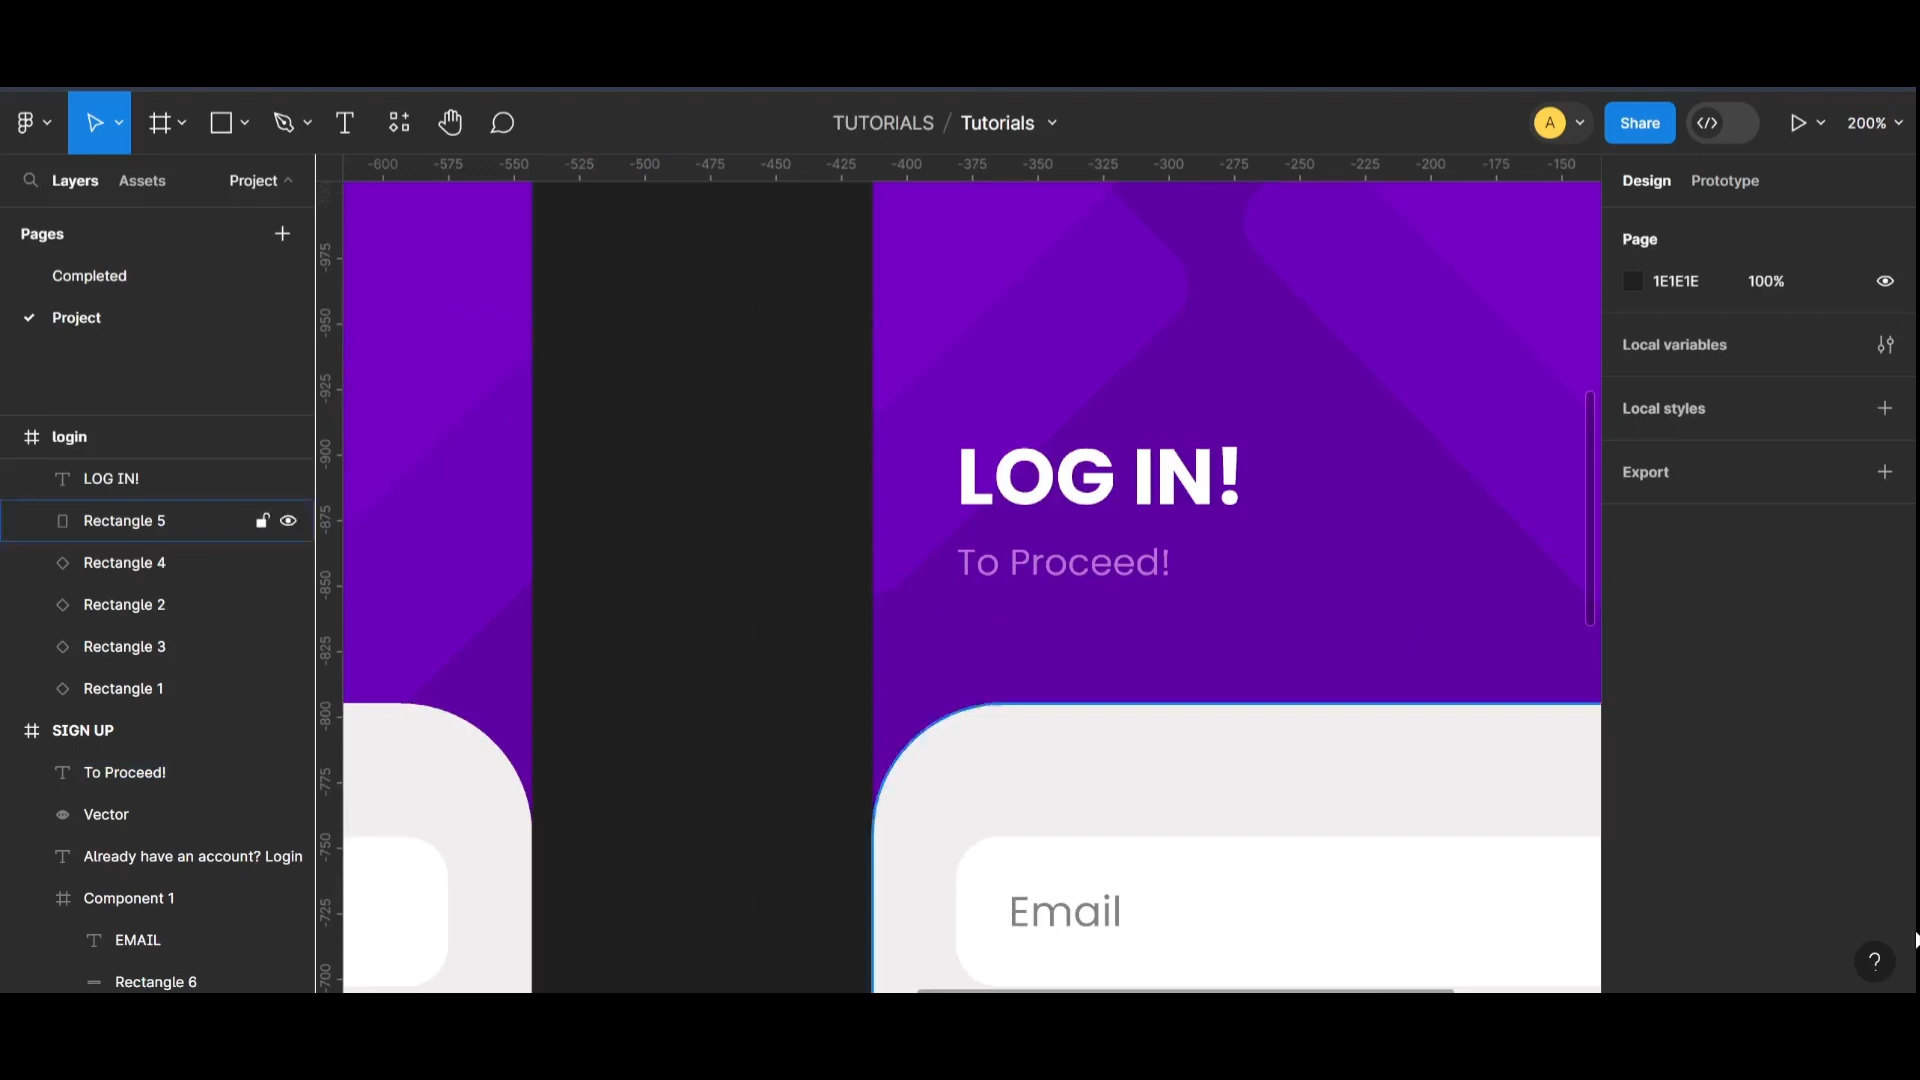 TUTORIALS / Tutorials
A
Share
200%
Layers
Assets
Project
-600 -575 -550 -525 -500 -475 -450 -425 -400 -375 -350 -325 -300 -275 -250 -225 -200 -175 -150
Design
Prototype
Pages
Completed
Project
login
LOG IN!
Rectangle 5
Rectangle 4
Rectangle 2
Rectangle 3
Rectangle 1
SIGN UP
To Proceed!
Vector
Already have an account? Login
Component 1
EMAIL
Rectangle 6
-975
-950
-925
-900
-875
-850
-825
-800
-775
-750
-725
-700
LOG IN!
To Proceed!
Email
Page
1E1E1E 100%
Local variables
Local styles
Export
?